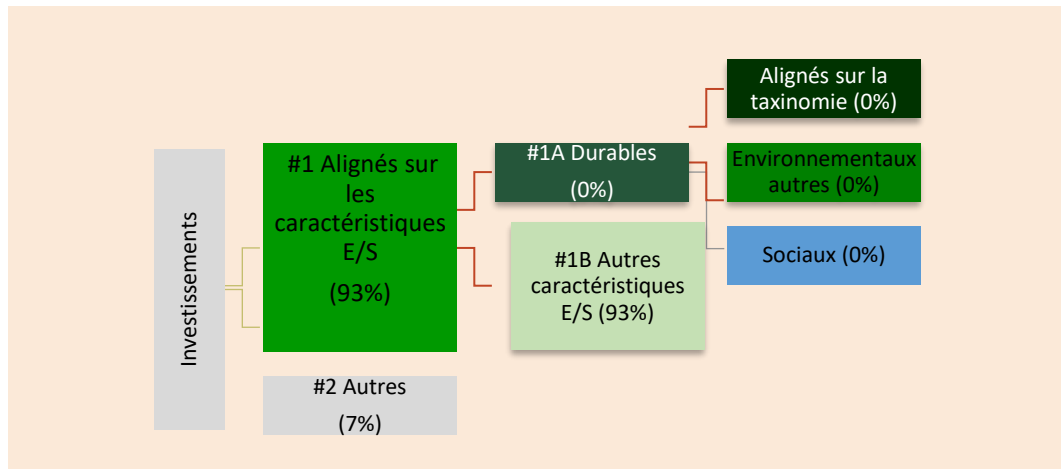 Investissements
#1 Alignés sur
les
caractéristiques
E/S
(93%)
#2 Autres
(7%)
#1A Durables
(0%)
#1B Autres
caractéristiques
E/S (93%)
Alignés sur la
taxinomie (0%)
Environnementaux
autres (0%)
Sociaux (0%)